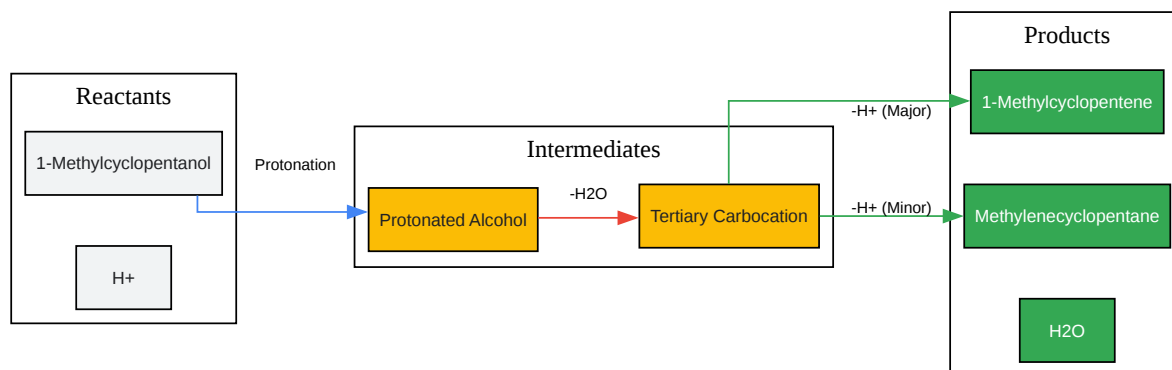 Reactants
1-Methylcyclopentanol
H+
Protonation
Intermediates
Protonated Alcohol
-H2O
Tertiary Carbocation
-H+ (Major)
-H+ (Minor)
Products
1-Methylcyclopentene
Methylenecyclopentane
H2O